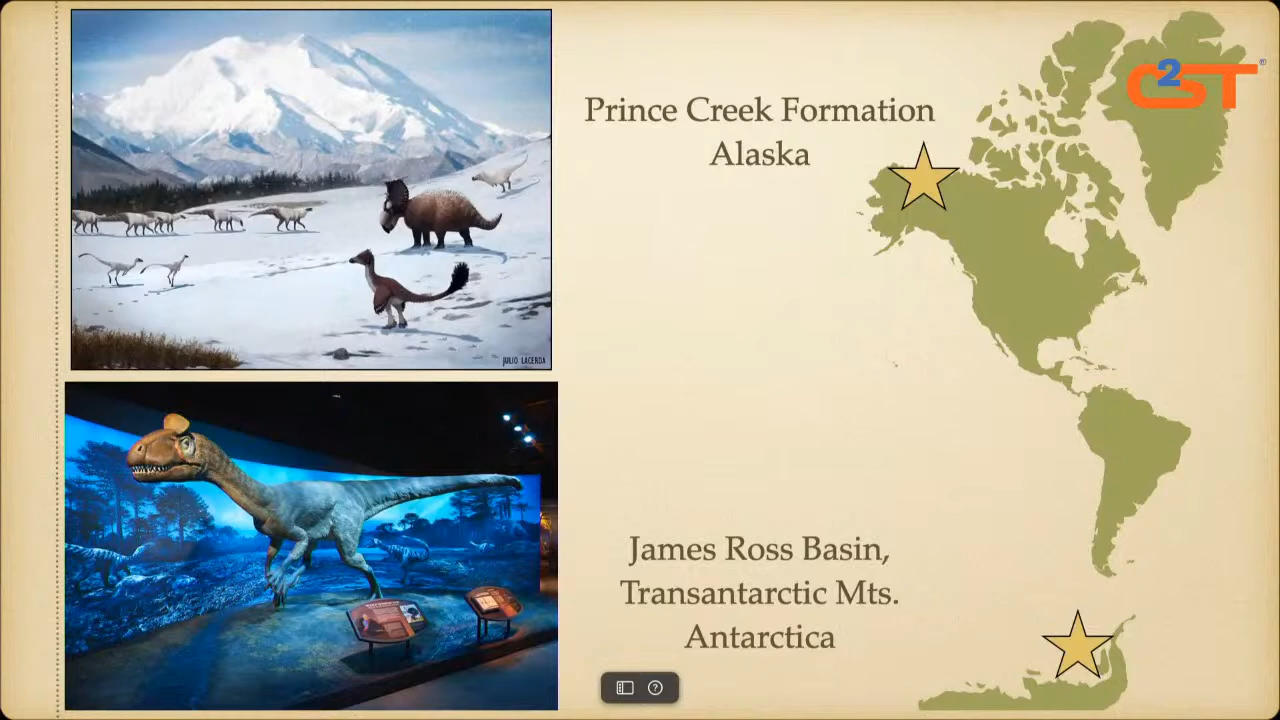 Prince Creek Formation
Alaska
C2ST®
JULIO LACERDA
James Ross Basin,
Transantarctic Mts.
Antarctica